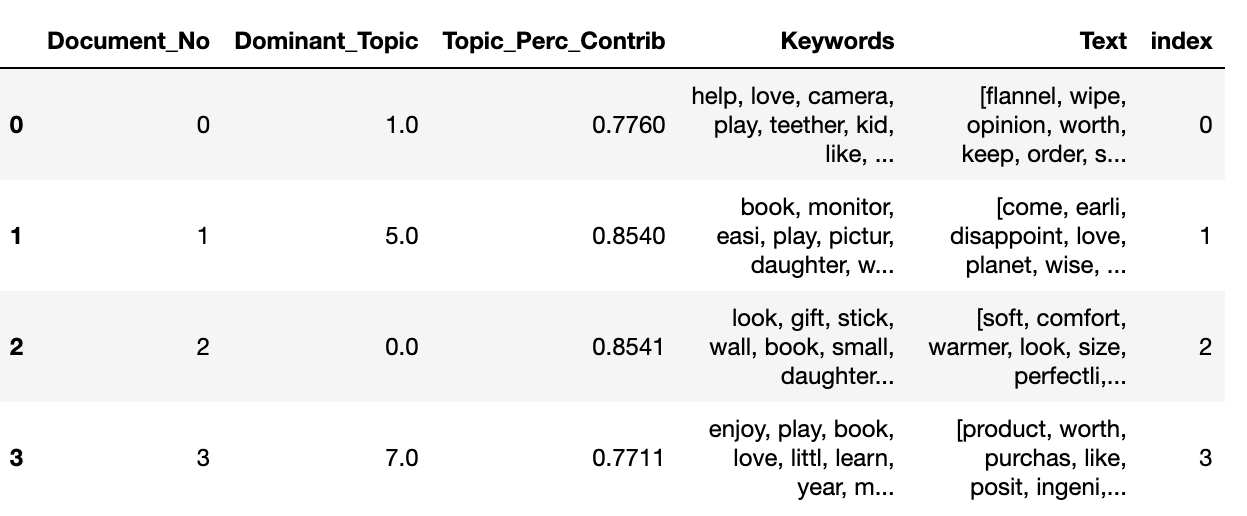 Document_No Dominant_Topic Topic_Perc_Contrib Keywords Text index
help, love, camera, [flannel, wipe,
0 0 1.0 0.7760 play, teether, kid, opinion, worth, 0
like, ... keep, order, s...
book, monitor, [come, earli,
1 1 5.0 0.8540 easi, play, pictur, disappoint, love, 1
daughter, w... planet, wise, ...
look, gift, stick, [soft, comfort,
2 2 0.0 0.8541 wall, book, small, warmer, look, size, 2
daughter... perfectli,...
enjoy, play, book, [product, worth,
3 3 7.0 0.7711 love, littl, learn, purchas, like, 3
year, m... posit, ingeni,...